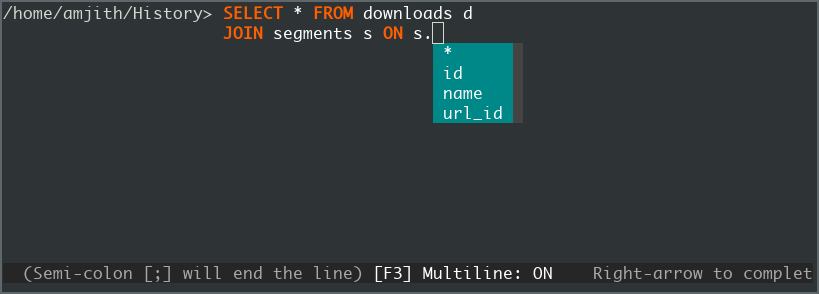 /home/amjith/History> SELECT * FROM downloads d
JOIN segments s ON s.
*
id
name
url_id
(Semi-colon [;] will end the line) [F3] Multiline: ON Right-arrow to complet